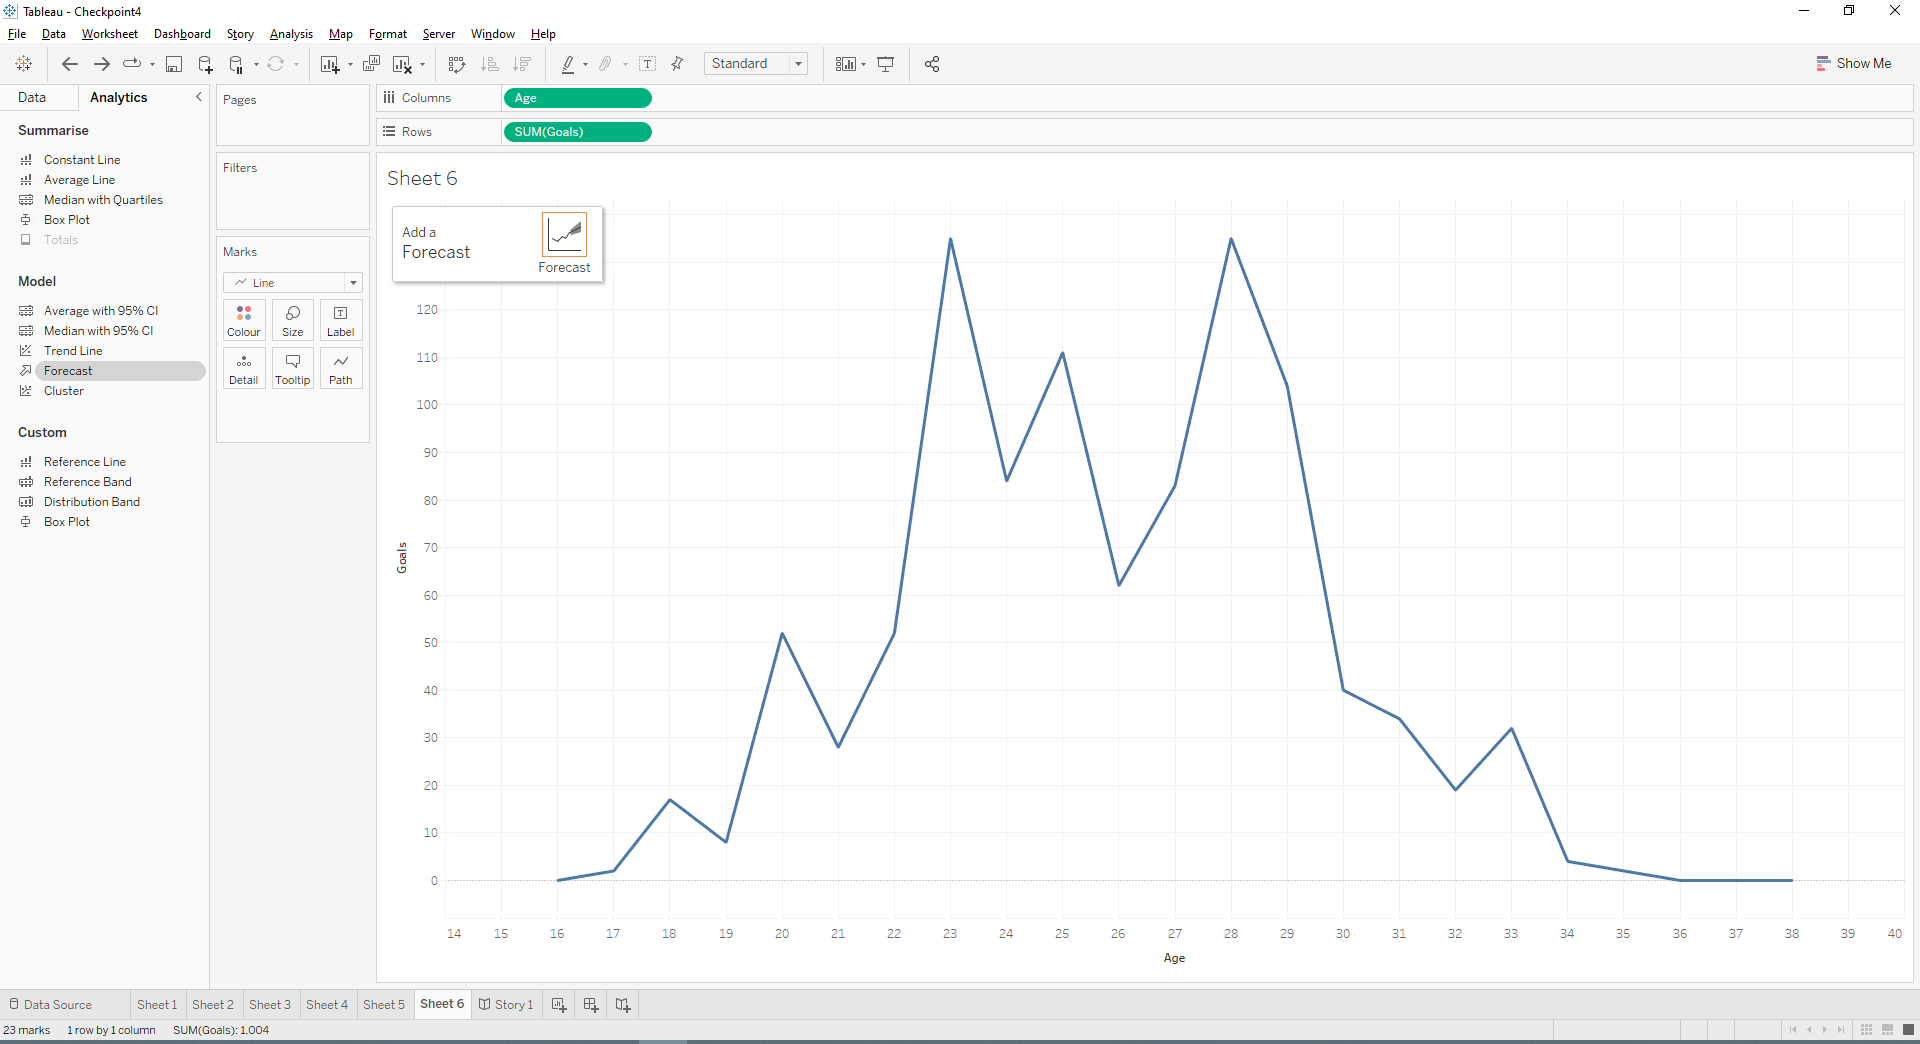 Tableau - Checkpoint4
File Data Worksheet Dashboard Story Analysis Map Format Server Window Help
Standard
Show Me
Data Analytics
Summarise
Constant Line
Average Line
Median with Quartiles
Box Plot
Totals
Model
Average with 95% CI
Median with 95% CI
Trend Line
Forecast
Cluster
Custom
Reference Line
Reference Band
Distribution Band
Box Plot
Pages
Filters
Marks
Line
Colour Size Label
Detail Tooltip Path
Columns Age
Rows SUM(Goals)
Sheet 6
Add a
Forecast
Forecast
120
110
100
90
80
70
60
50
40
30
20
10
0
Goals
14 15 16 17 18 19 20 21 22 23 24 25 26 27 28 29 30 31 32 33 34 35 36 37 38 39 40
Age
Data Source Sheet 1 Sheet 2 Sheet 3 Sheet 4 Sheet 5 Sheet 6 Story 1
23 marks 1 row by 1 column SUM(Goals): 1,004